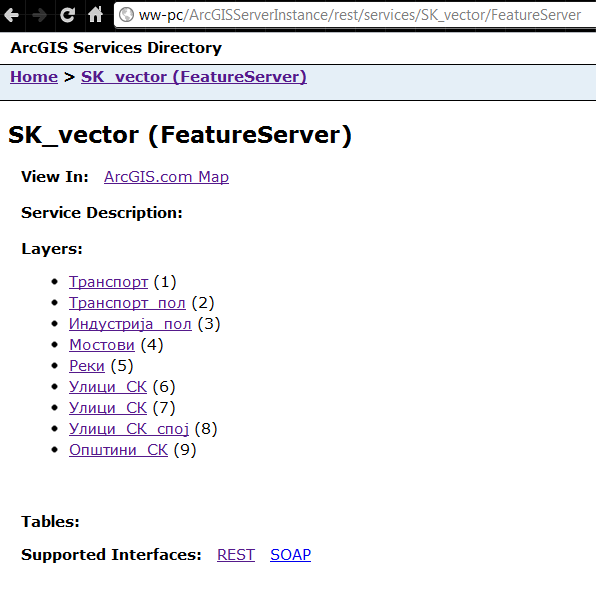 ww-pc/ArcGISServerInstance/rest/services/SK_vector/FeatureServer
ArcGIS Services Directory
Home > SK_vector (FeatureServer)
SK_vector (FeatureServer)
View In: ArcGIS.com Map
Service Description:
Layers:
Транспорт (1)
Транспорт_пол (2)
Индустрија_пол (3)
Мостови (4)
Реки (5)
Улици_СК (6)
Улици_СК (7)
Улици_СК_спој (8)
Општини_СК (9)
Tables:
Supported Interfaces: REST SOAP